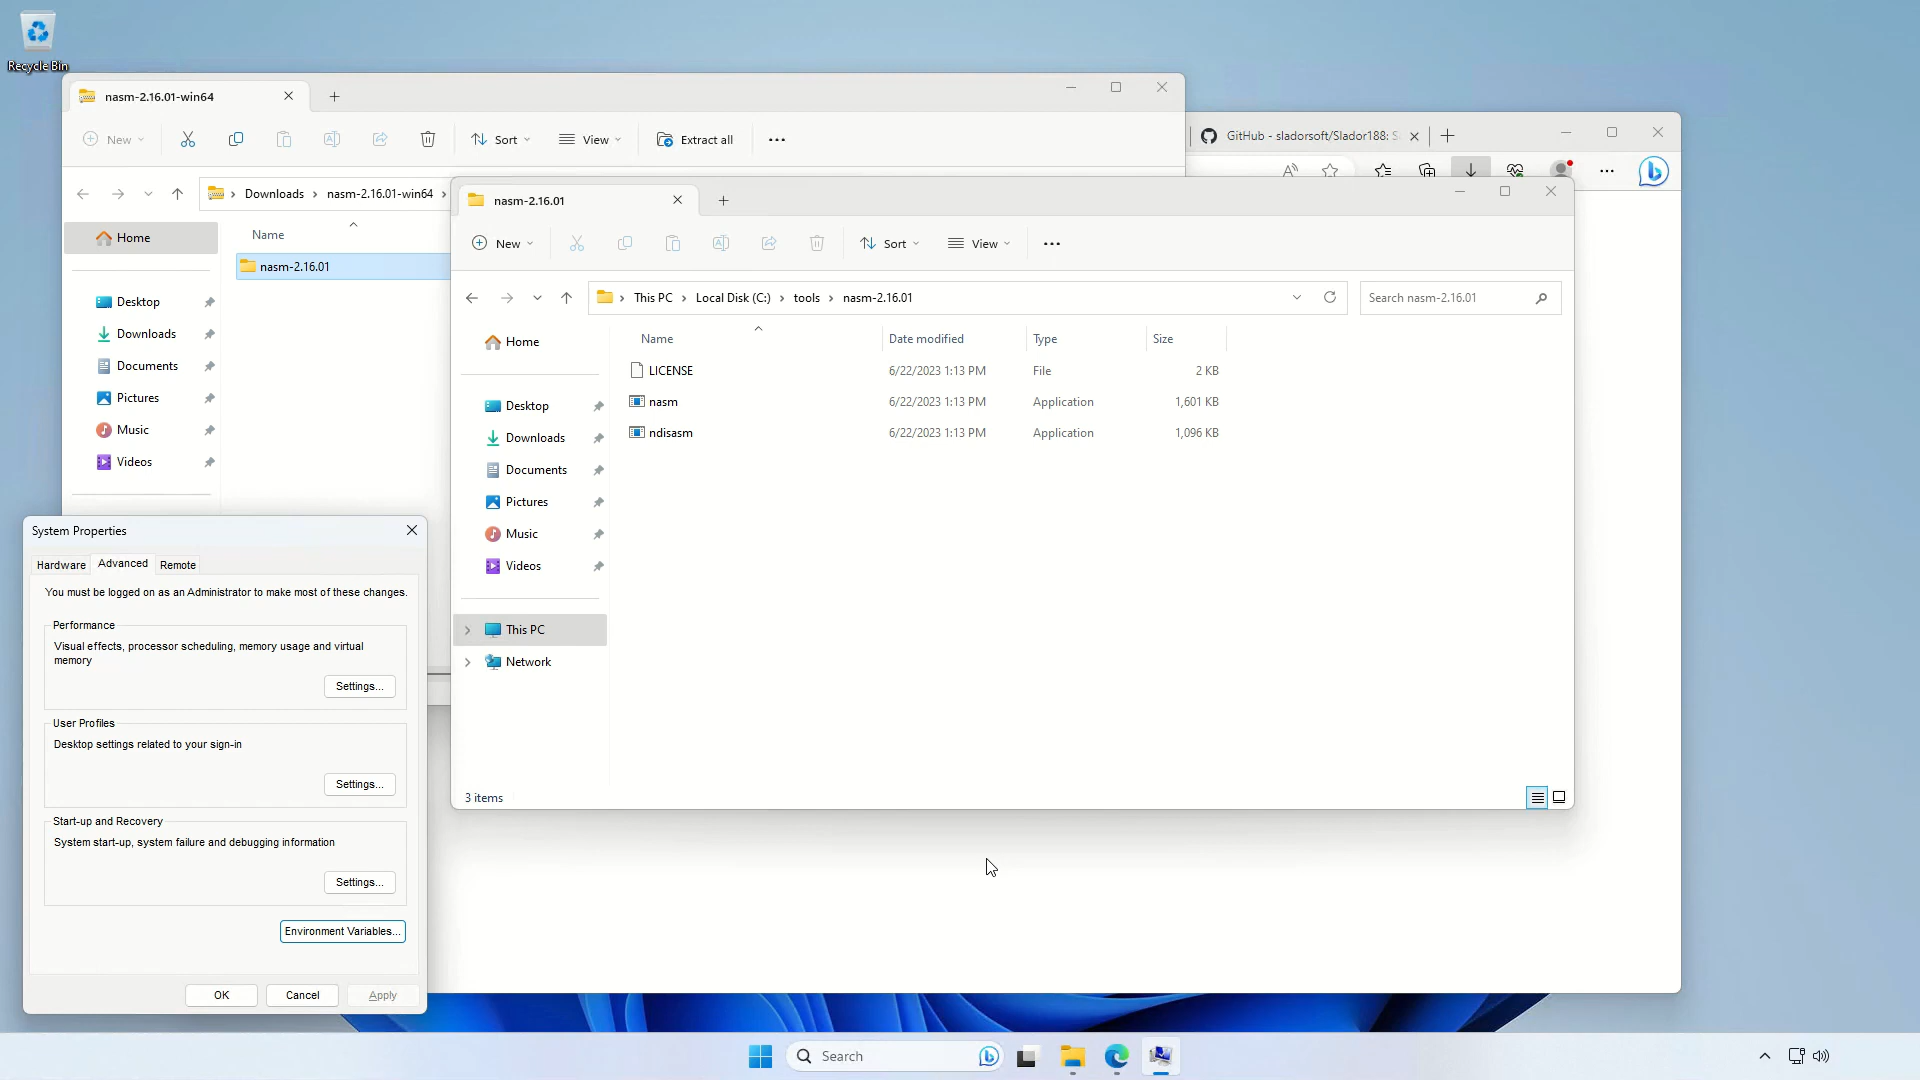 Recycle Bin
nasm-2.16.01-win64
New
Sort
View
Extract all
Downloads
nasm-2.16.01-win64
Home
Name
nasm-2.16.01
Desktop
Downloads
Documents
Pictures
Music
Videos
GitHub - sladorsoft/Slador188: S
nasm-2.16.01
New
Sort
View
This PC
Local Disk (C:)
tools
nasm-2.16.01
Search nasm-2.16.01
Home
Desktop
Downloads
Documents
Pictures
Music
Videos
This PC
Network
Name Date modified Type Size
LICENSE 6/22/2023 1:13 PM File 2 KB
nasm 6/22/2023 1:13 PM Application 1,601 KB
ndisasm 6/22/2023 1:13 PM Application 1,096 KB
3 items
System Properties
Hardware Advanced Remote
You must be logged on as an Administrator to make most of these changes.
Performance
Visual effects, processor scheduling, memory usage and virtual
memory
Settings...
User Profiles
Desktop settings related to your sign-in
Settings...
Start-up and Recovery
System start-up, system failure and debugging information
Settings...
Environment Variables...
OK Cancel Apply
Search